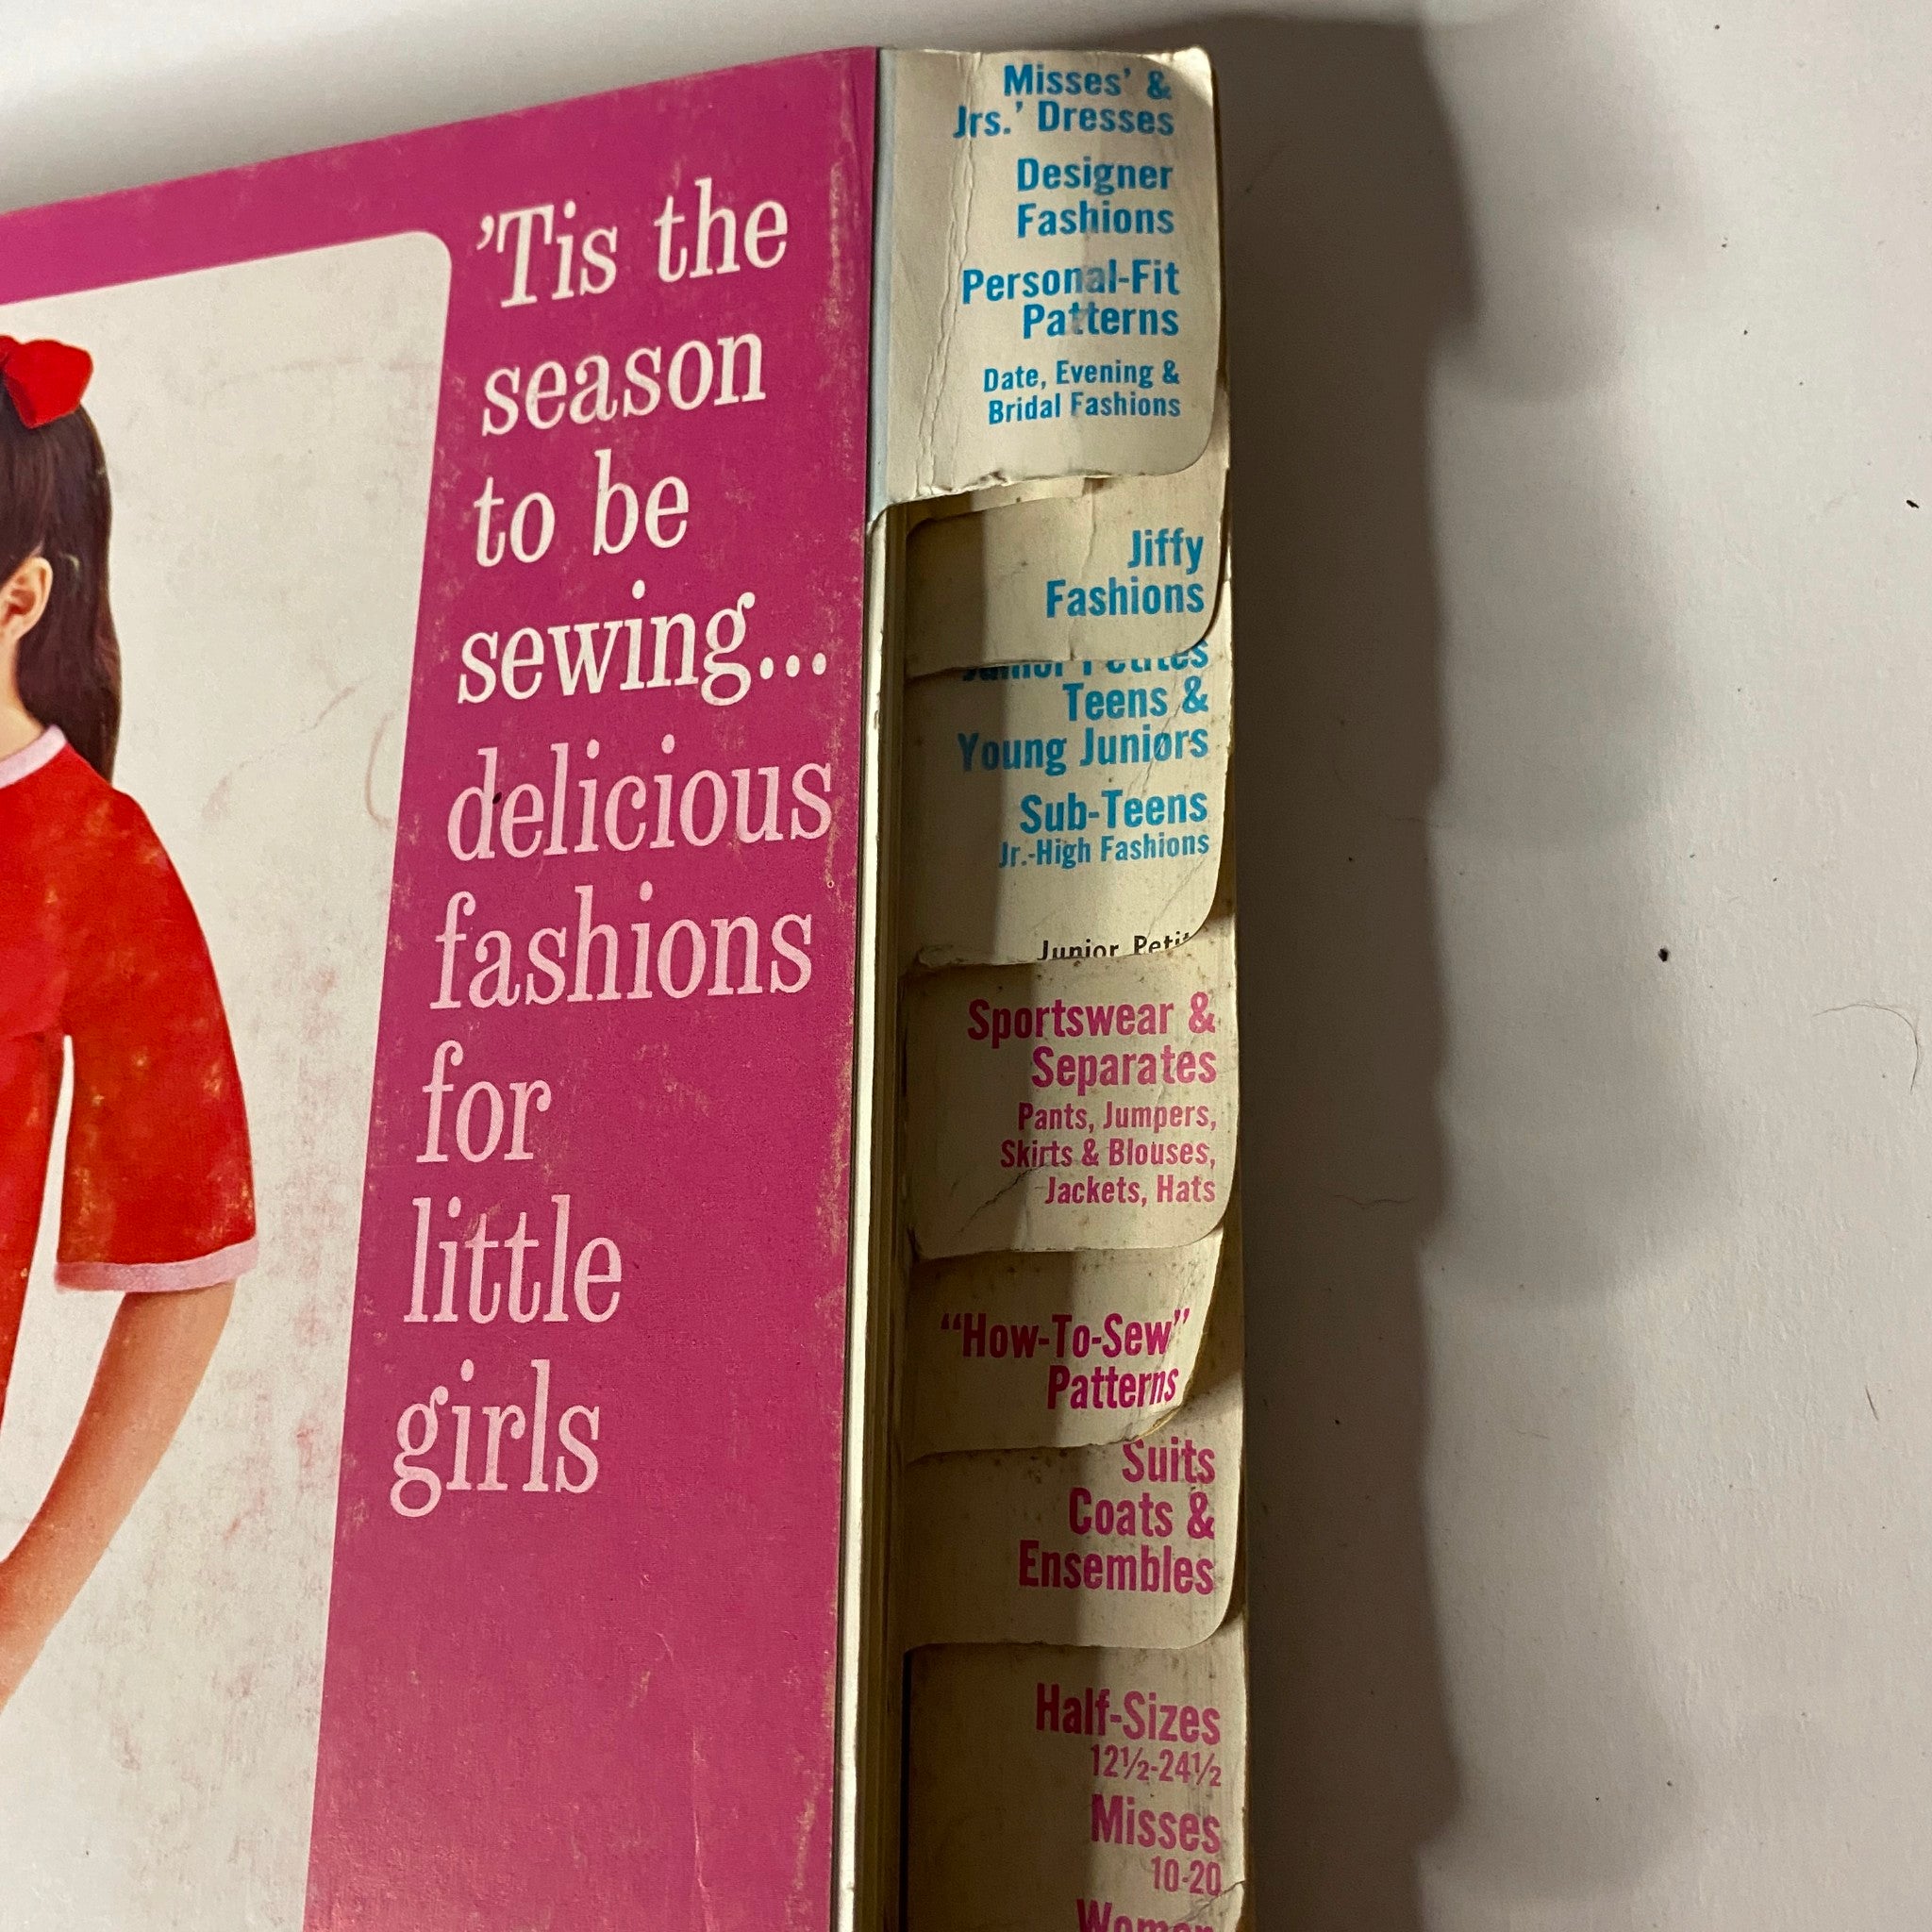 ’Tis the
season
to be
sewing...
delicious
fashions
for
little
girls
Misses’ &
Jrs.’ Dresses
Designer
Fashions
Personal-Fit
Patterns
Date, Evening &
Bridal Fashions
Jiffy
Fashions
Junior Petites
Teens &
Young Juniors
Sub-Teens
Jr.-High Fashions
Junior
Sportswear &
Separates
Pants, Jumpers,
Skirts & Blouses,
Jackets, Hats
“How-To-Sew”
Patterns
Suits
Coats &
Ensembles
Half-Sizes
12½-24½
Misses
10-20